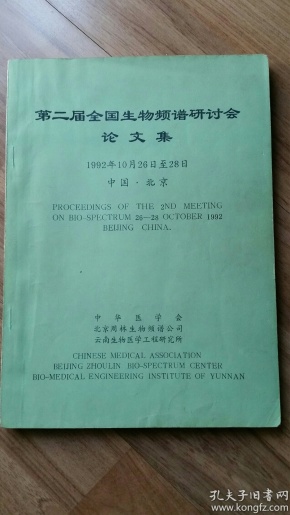 第二届全国生物频谱研讨会
论文集
1992年10月26日至28日
中国·北京
PROCEEDINGS OF THE 2ND MEETING
ON BIO-SPECTRUM 26-28 OCTOBER 1992
BEIJING CHINA.
中华医学会
北京周林生物频谱公司
云南生物医学工程研究所
CHINESE MEDICAL ASSOCIATION
BEIJING ZHOULIN BIO-SPECTRUM CENTER
BIO-MEDICAL ENGINEERING INSTITUTE OF YUNNAN
孔夫子旧书网
www.kongfz.com